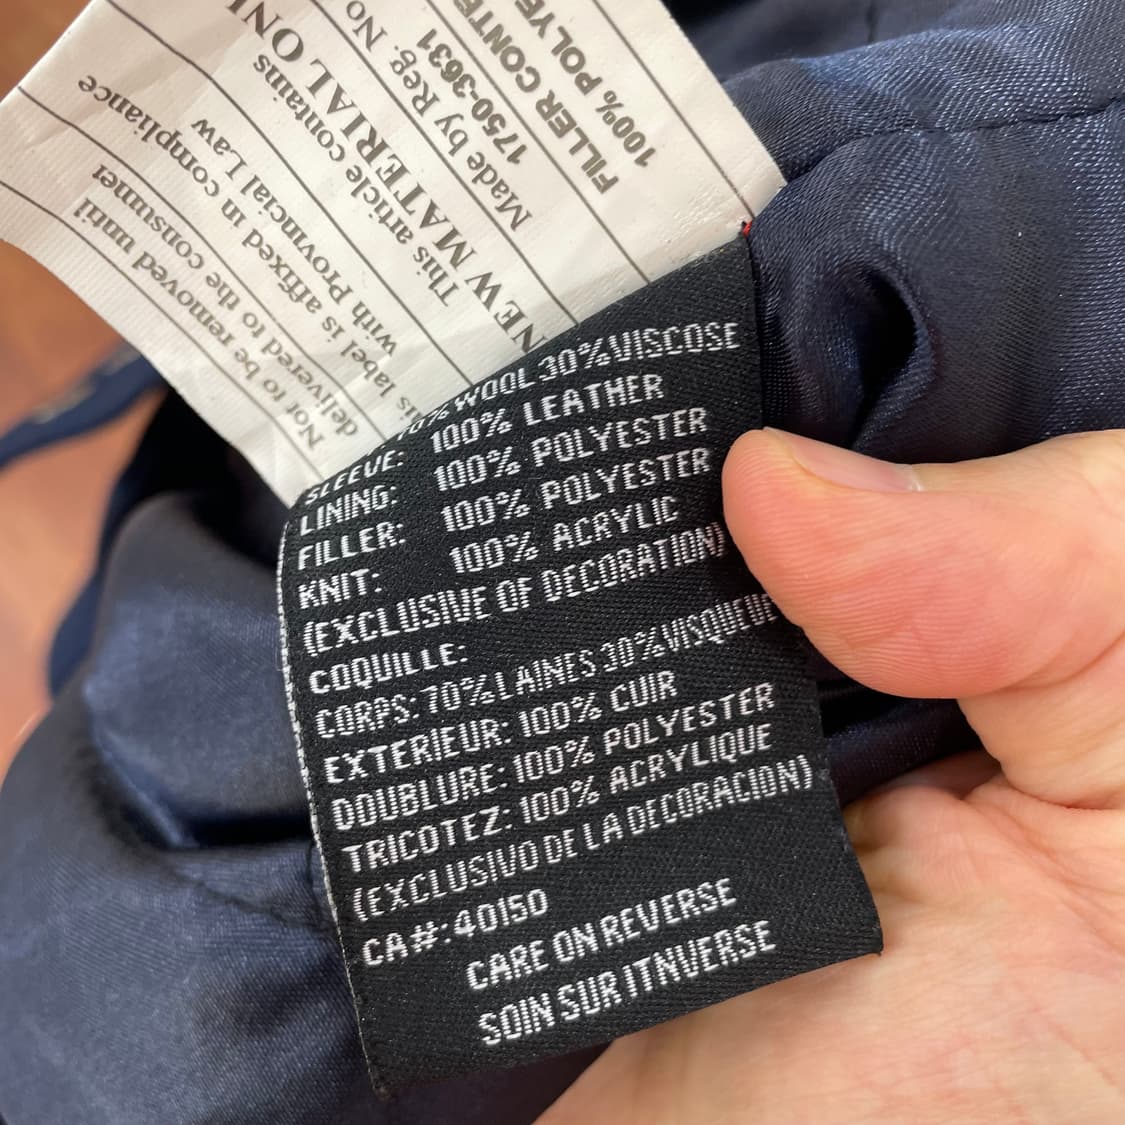 70%WOOL 30%VISCOSE
SLEEVE: 100% LEATHER
LINING: 100% POLYESTER
FILLER: 100% POLYESTER
KNIT: 100% ACRYLIC
(EXCLUSIVE OF DECORATION)
COQUILLE:
CORPS: 70%LAINES 30%VISQUEUE
EXTERIEUR: 100% CUIR
DOUBLURE: 100% POLYESTER
TRICOTEZ: 100% ACRYLIQUE
(EXCLUSIVO DE LA DECORACION)
CA#:40150
CARE ON REVERSE
SOIN SUR ITNVERSE
Not to be removed until
delivered to the consumer
label is affixed in compliance
with Provincial Law
This article contains
NEW MATERIAL
Made by Reg. No
1750-3631
FILLER
100%